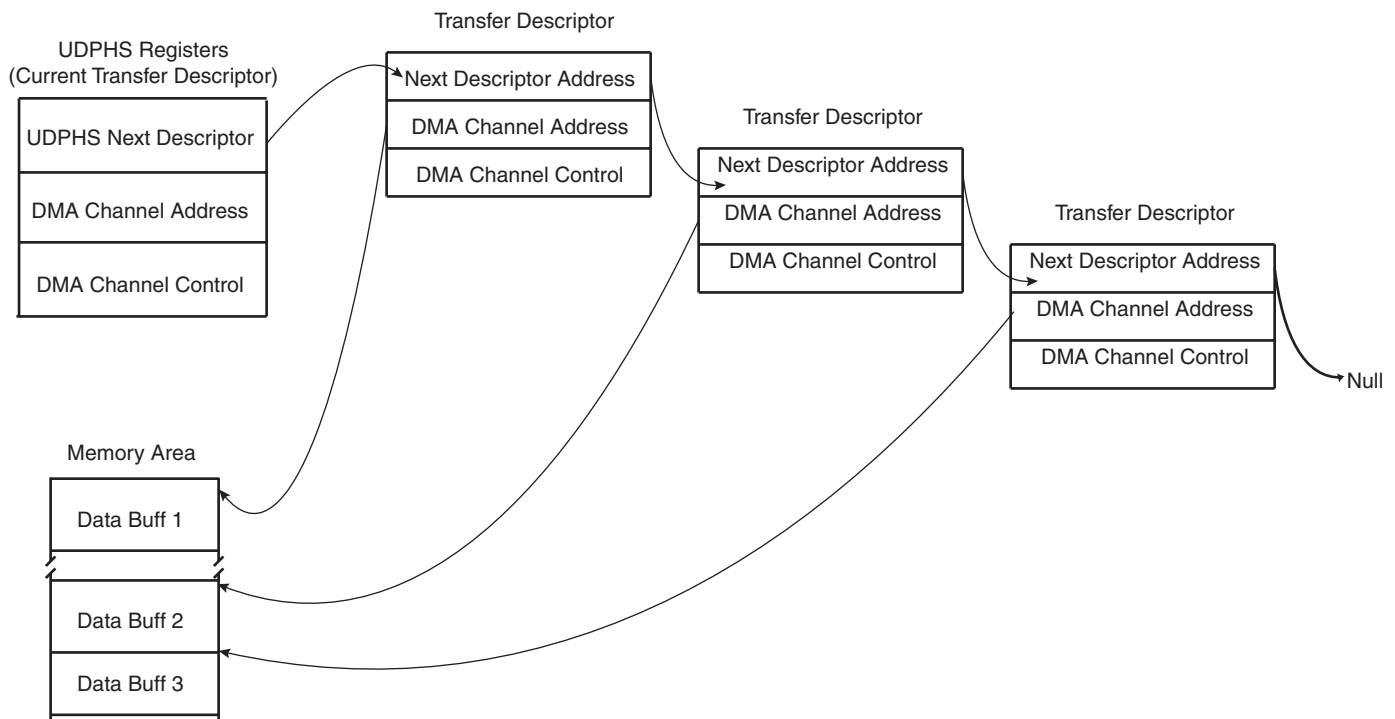 Transfer Descriptor
UDPHS Registers
(Current Transfer Descriptor)
Next Descriptor Address
UDPHS Next Descriptor
DMA Channel Address
Transfer Descriptor
Next Descriptor Address
DMA Channel Control
DMA Channel Address
DMA Channel Address
Transfer Descriptor
Next Descriptor Address
DMA Channel Control
DMA Channel Control
DMA Channel Address
DMA Channel Control
Null
Memory Area
Data Buff 1
Data Buff 2
Data Buff 3